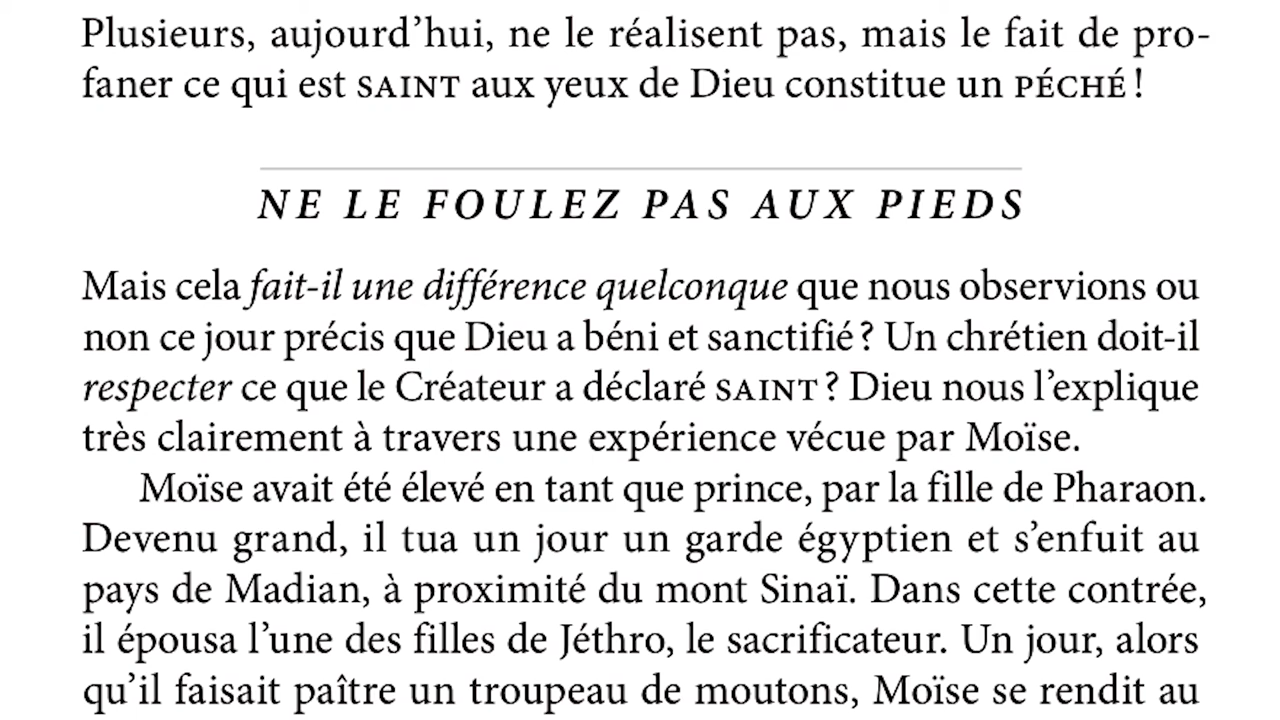 Plusieurs, aujourd’hui, ne le réalisent pas, mais le fait de pro-
faner ce qui est SAINT aux yeux de Dieu constitue un PÉCHÉ !
NE LE FOULEZ PAS AUX PIEDS
Mais cela fait-il une différence quelconque que nous observions ou
non ce jour précis que Dieu a béni et sanctifié ? Un chrétien doit-il
respecter ce que le Créateur a déclaré SAINT ? Dieu nous l’explique
très clairement à travers une expérience vécue par Moïse.
Moïse avait été élevé en tant que prince, par la fille de Pharaon.
Devenu grand, il tua un jour un garde égyptien et s’enfuit au
pays de Madian, à proximité du mont Sinaï. Dans cette contrée,
il épousa l’une des filles de Jéthro, le sacrificateur. Un jour, alors
qu’il faisait paître un troupeau de moutons, Moïse se rendit au